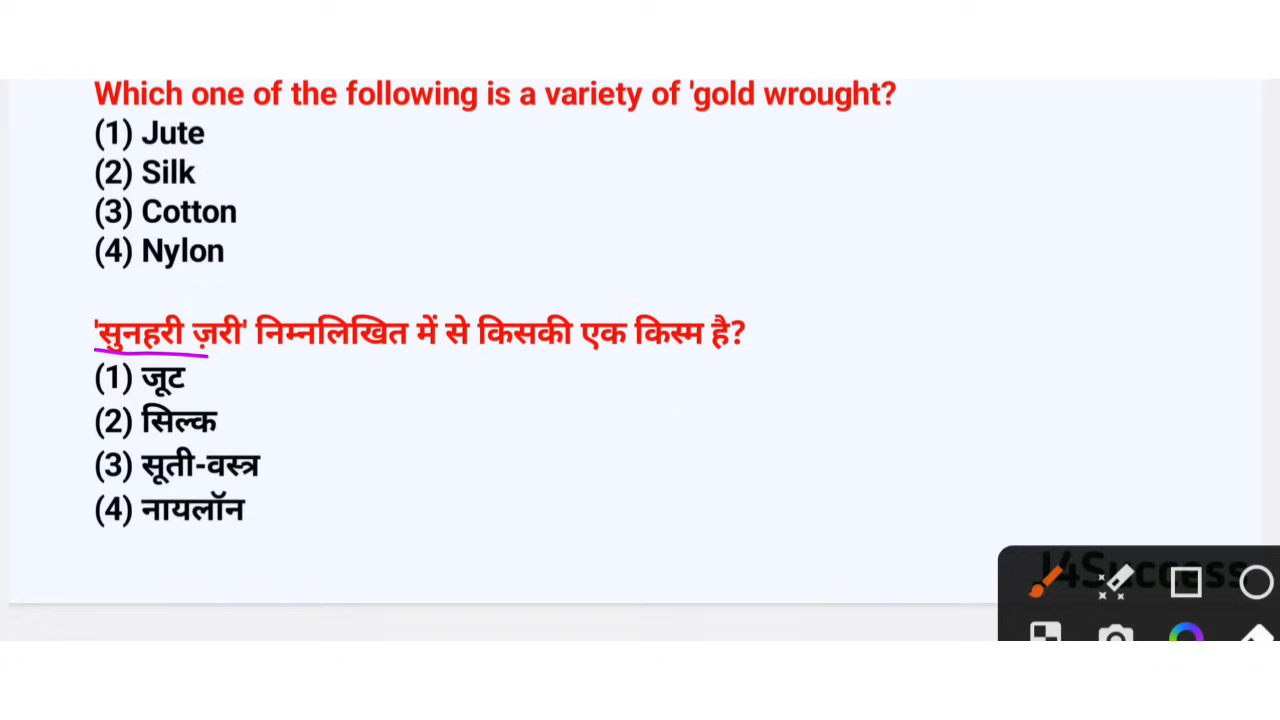 Which one of the following is a variety of 'gold wrought?
(1) Jute
(2) Silk
(3) Cotton
(4) Nylon
'सुनहरी ज़री' निम्नलिखित में से किसकी एक किस्म है?
(1) जूट
(2) सिल्क
(3) सूती-वस्त्र
(4) नायलॉन
J4Success